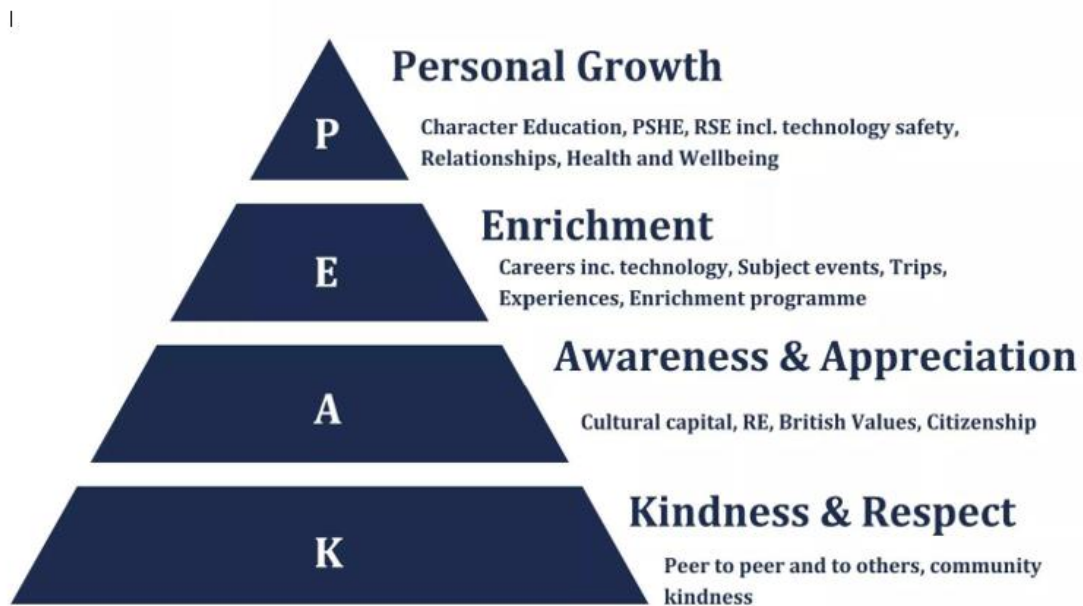 P
Personal Growth
Character Education, PSHE, RSE incl. technology safety,
Relationships, Health and Wellbeing
E
Enrichment
Careers inc. technology, Subject events, Trips,
Experiences, Enrichment programme
A
Awareness & Appreciation
Cultural capital, RE, British Values, Citizenship
K
Kindness & Respect
Peer to peer and to others, community
kindness